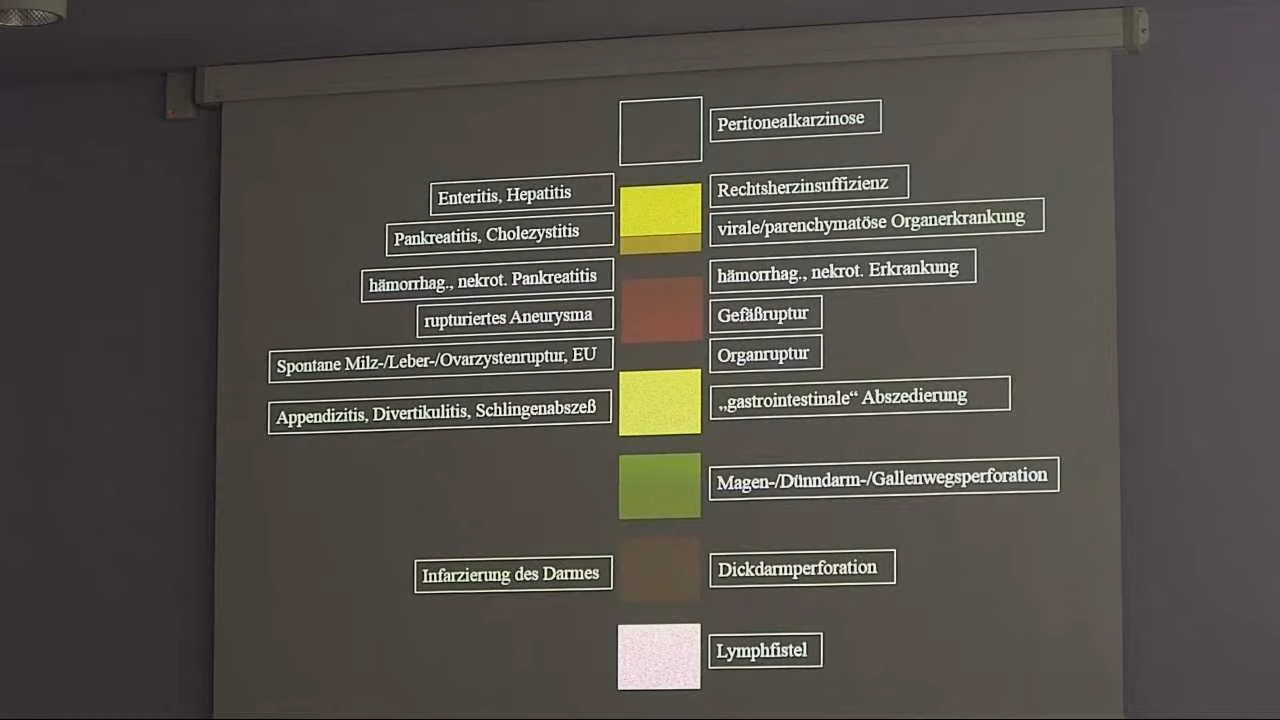 Peritonealkarzinose
Enteritis, Hepatitis
Rechtsherzinsuffizienz
Pankreatitis, Cholezystitis
virale/parenchymatöse Organerkrankung
hämorrhag., nekrot. Pankreatitis
hämorrhag., nekrot. Erkrankung
rupturiertes Aneurysma
Gefäßruptur
Spontane Milz-/Leber-/Ovarzystenruptur, EU
Organruptur
Appendizitis, Divertikulitis, Schlingenabszeß
„gastrointestinale“ Abszedierung
Magen-/Dünndarm-/Gallenwegsperforation
Infarzierung des Darmes
Dickdarmperforation
Lymphfistel